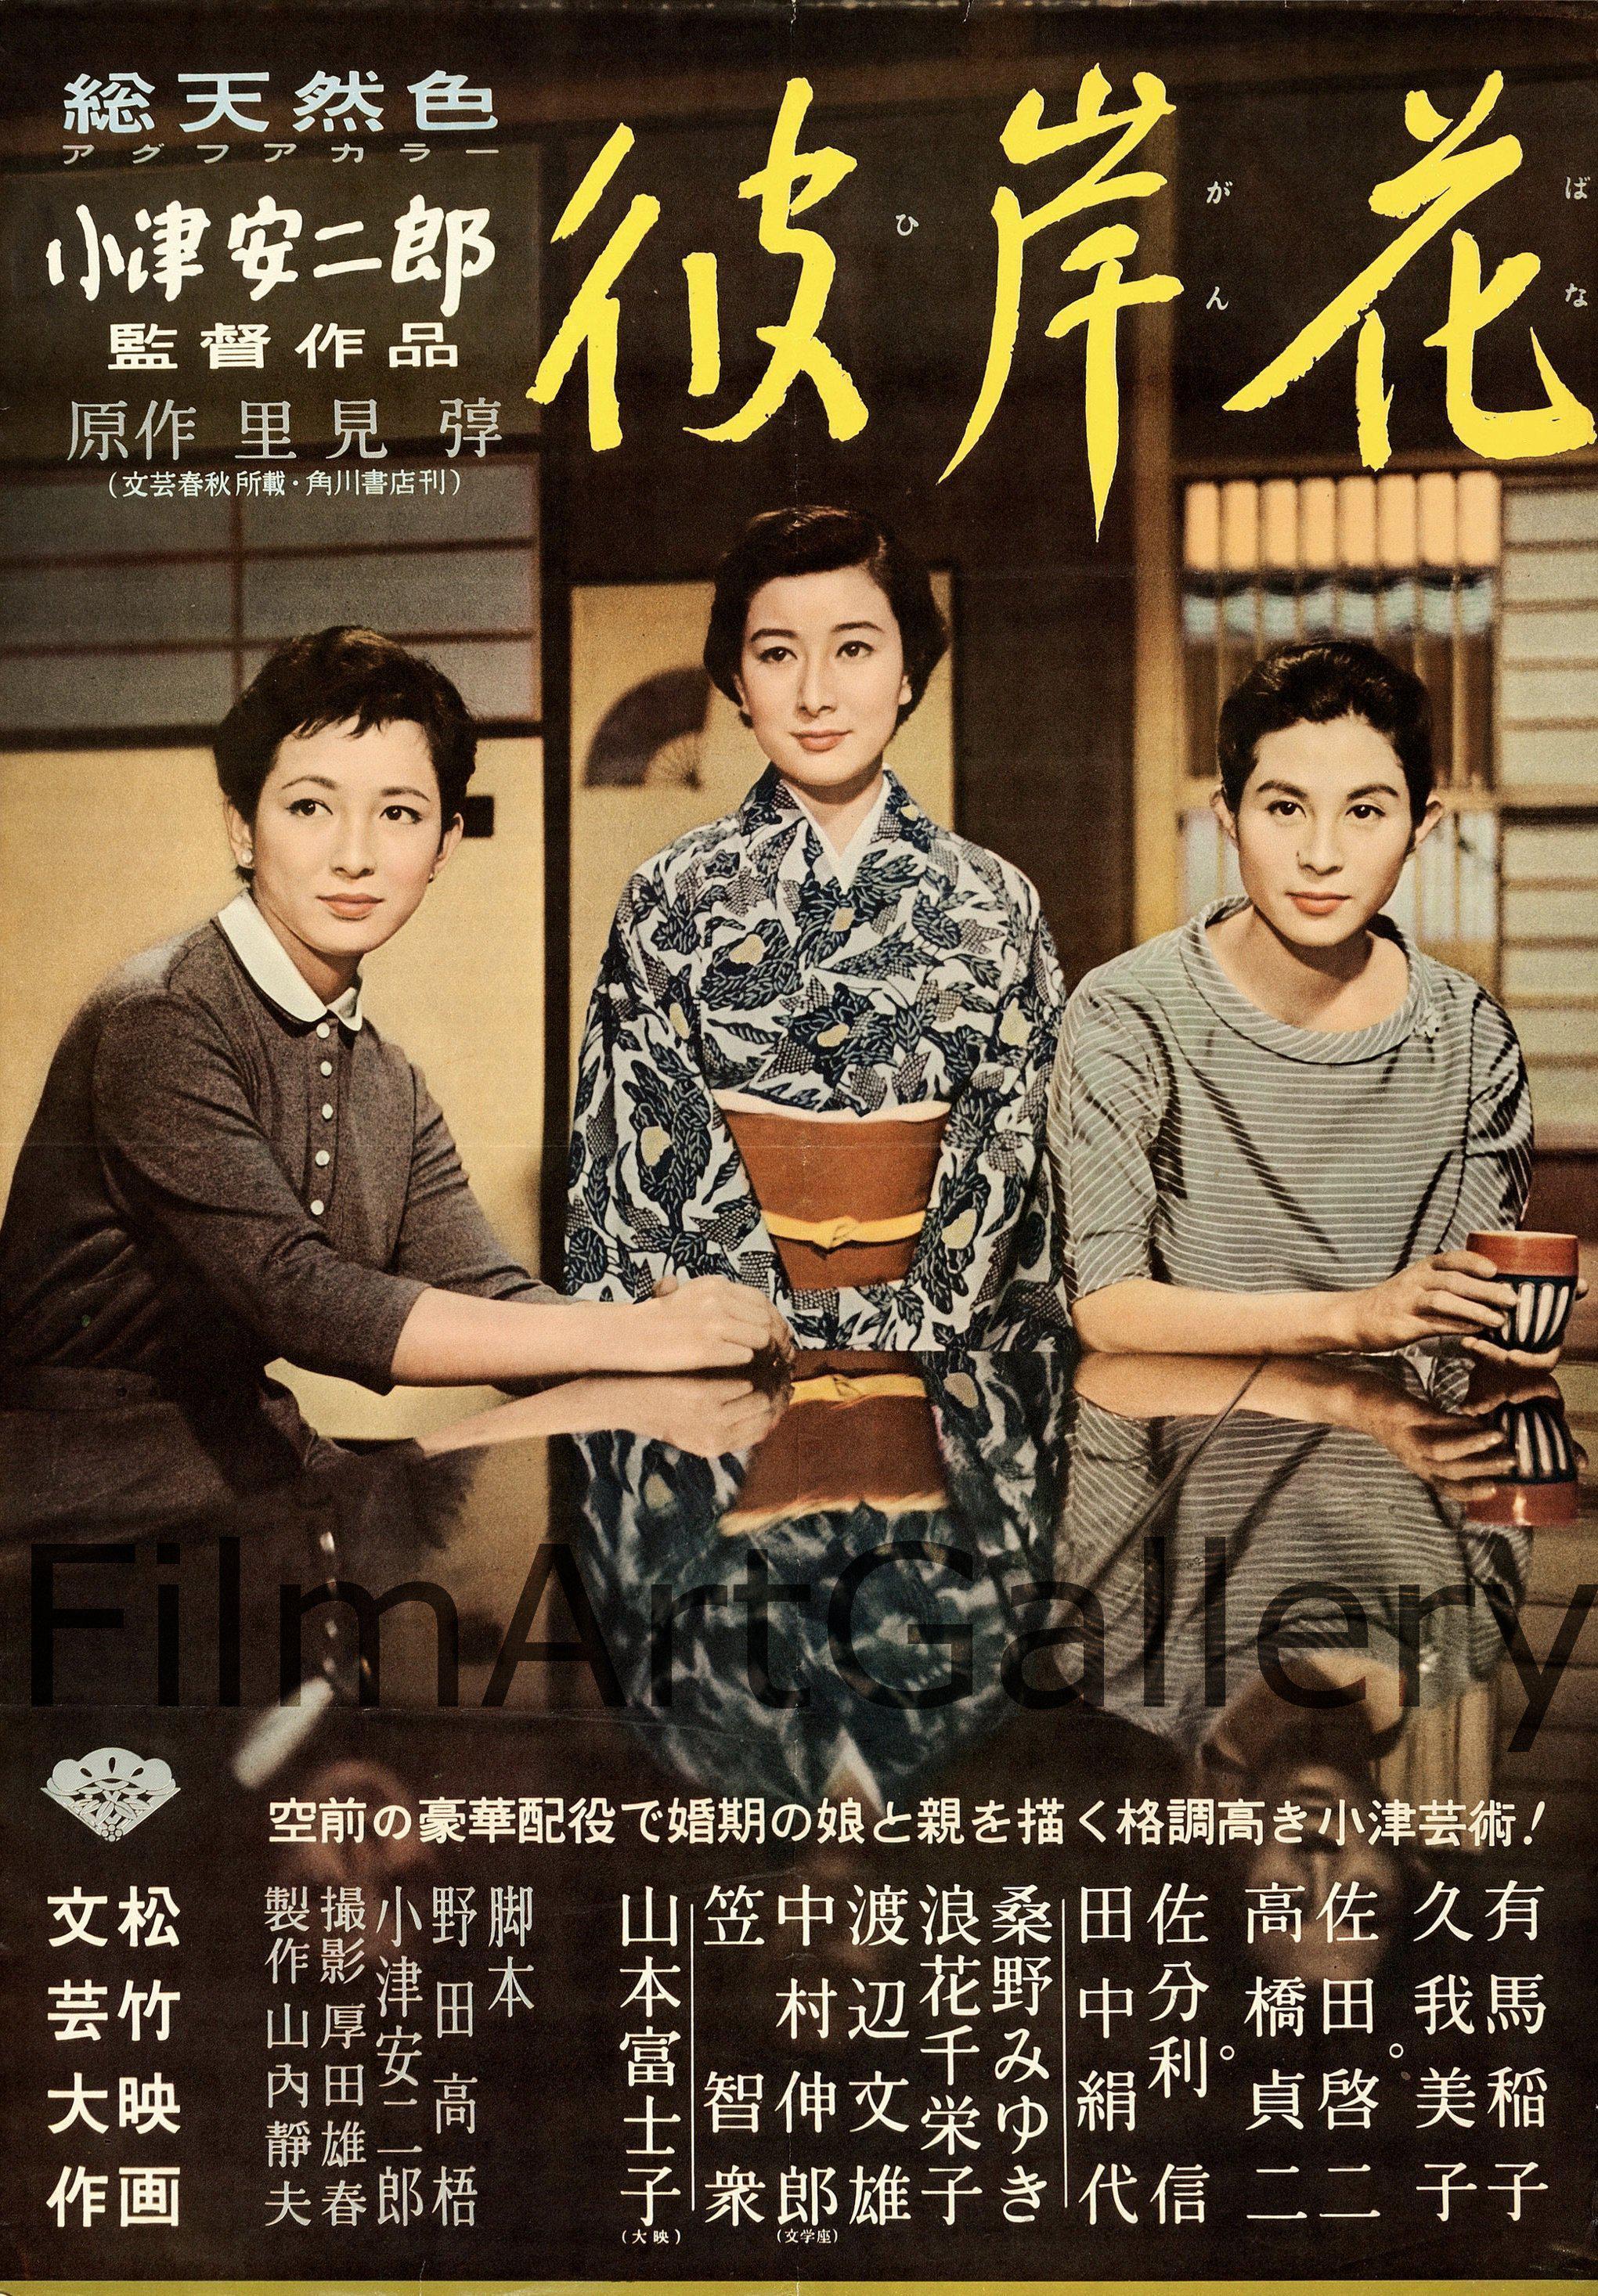 総天然色
アグフアカラー
小津安二郎
監督作品
原作 里見 弴
(文芸春秋所載・角川書店刊)
彼岸花
ひがんばな
FilmArtGallery
空前の豪華配役で婚期の娘と親を描く格調高き小津芸術!
有馬稲子
久我美子
佐田啓二
高橋貞二
佐分利信
田中絹代
桑野みゆき
浪花千栄子
渡辺文雄
中村伸郎
(文学座)
笠智衆
山本富士子
(大映)
脚本
野田高梧
小津安二郎
撮影 厚田雄春
製作 山内静夫
松竹映画
文芸大作